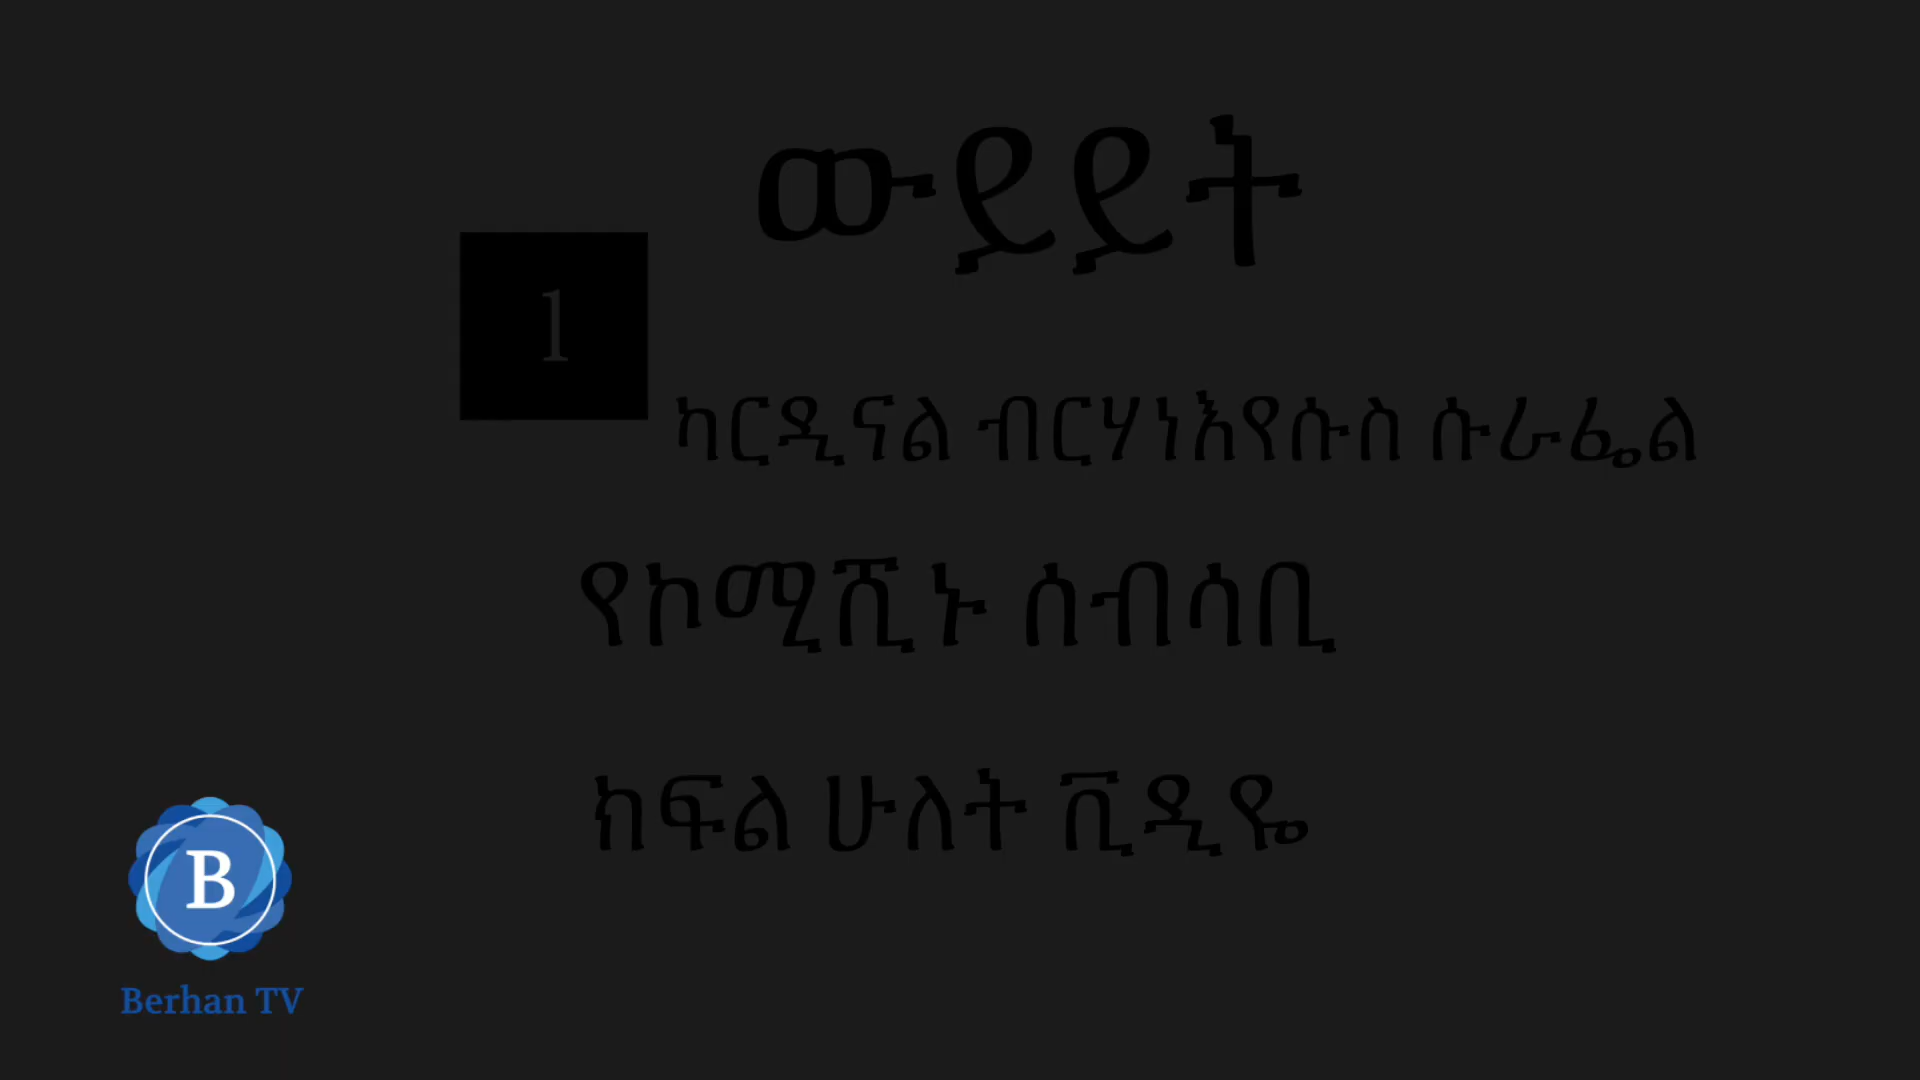 ውይይት
1
ካርዲናል ብርሃነእየሱስ ሱራፌል
የኮሚሺኑ ሰብሳቢ
ክፍል ሁለት ቪዲዬ
B
Berhan TV